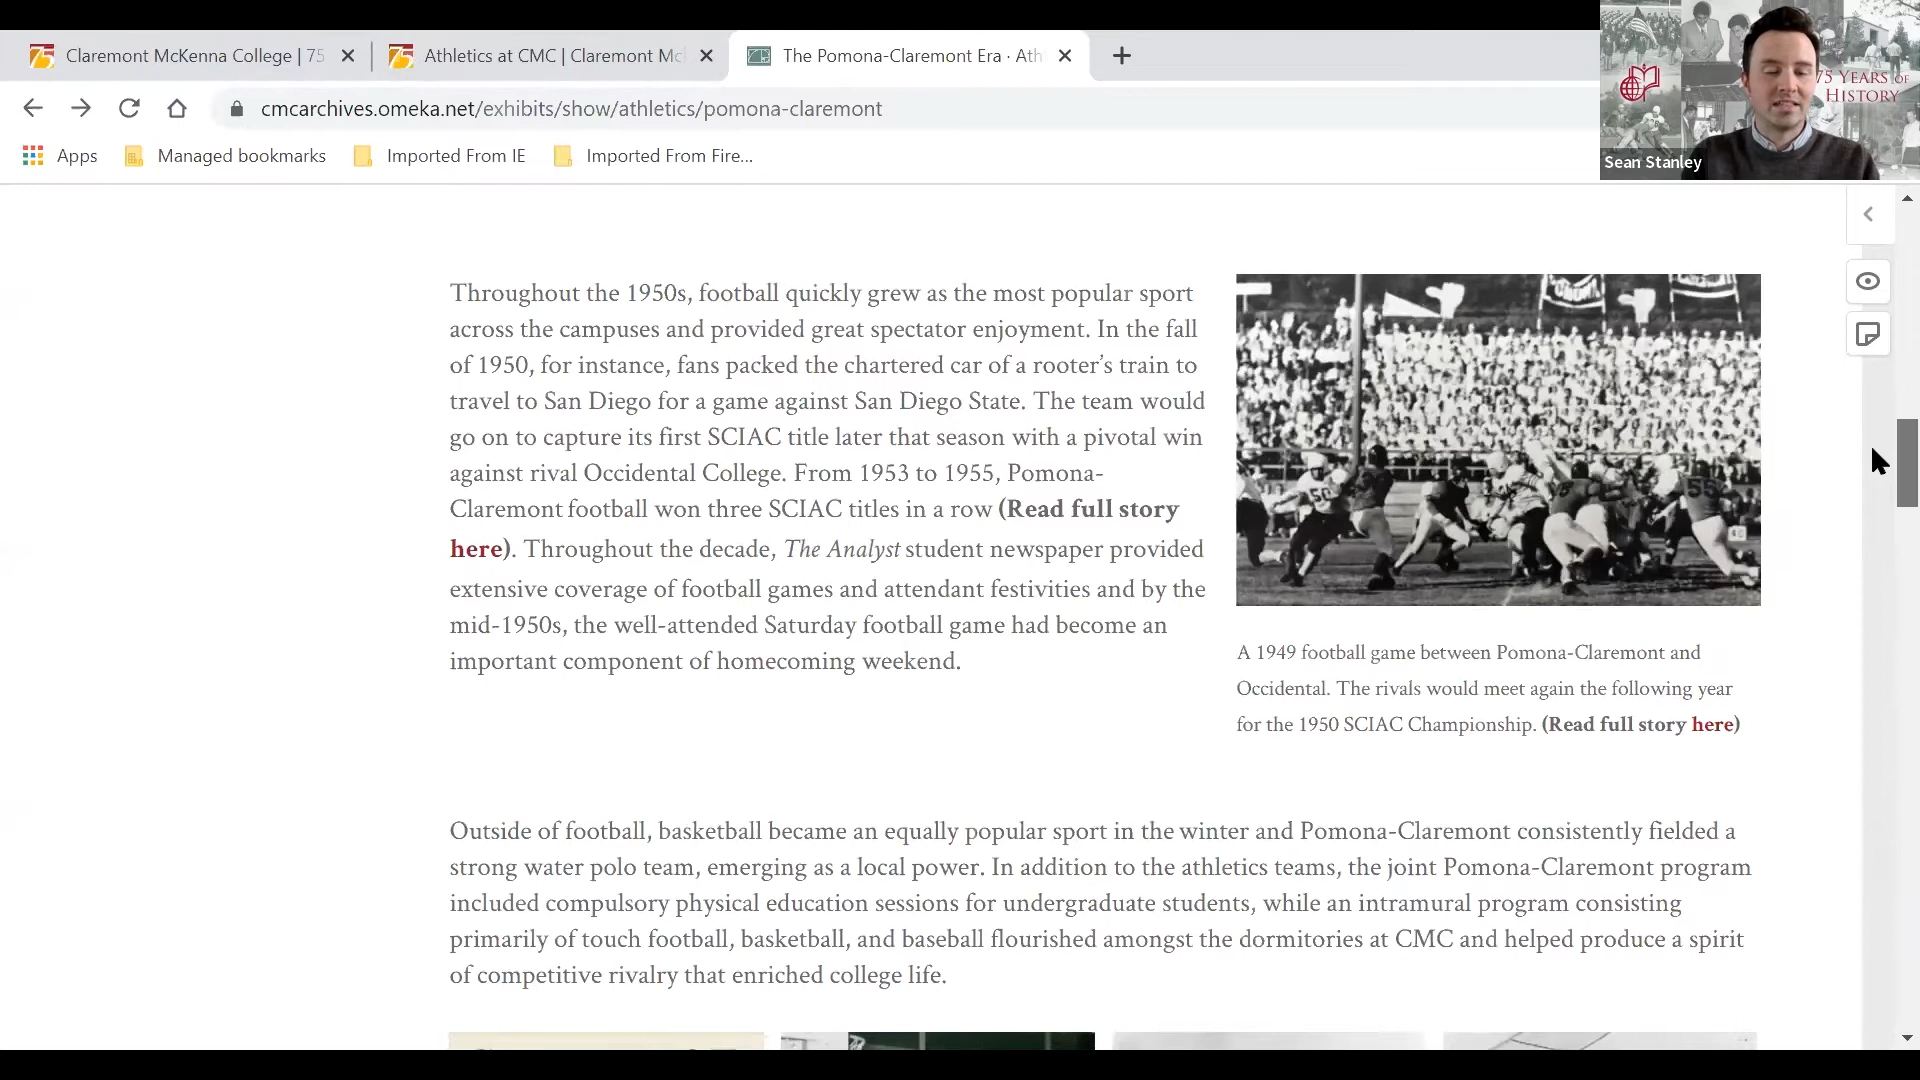 Claremont McKenna College | 75
Athletics at CMC | Claremont Mc
The Pomona-Claremont Era · Ath
cmcarchives.omeka.net/exhibits/show/athletics/pomona-claremont
Apps
Managed bookmarks
Imported From IE
Imported From Fire...
75 YEARS OF
HISTORY
Sean Stanley
Throughout the 1950s, football quickly grew as the most popular sport
across the campuses and provided great spectator enjoyment. In the fall
of 1950, for instance, fans packed the chartered car of a rooter’s train to
travel to San Diego for a game against San Diego State. The team would
go on to capture its first SCIAC title later that season with a pivotal win
against rival Occidental College. From 1953 to 1955, Pomona-
Claremont football won three SCIAC titles in a row (Read full story
here). Throughout the decade, The Analyst student newspaper provided
extensive coverage of football games and attendant festivities and by the
mid-1950s, the well-attended Saturday football game had become an
important component of homecoming weekend.
50
55
A 1949 football game between Pomona-Claremont and
Occidental. The rivals would meet again the following year
for the 1950 SCIAC Championship. (Read full story here)
Outside of football, basketball became an equally popular sport in the winter and Pomona-Claremont consistently fielded a
strong water polo team, emerging as a local power. In addition to the athletics teams, the joint Pomona-Claremont program
included compulsory physical education sessions for undergraduate students, while an intramural program consisting
primarily of touch football, basketball, and baseball flourished amongst the dormitories at CMC and helped produce a spirit
of competitive rivalry that enriched college life.